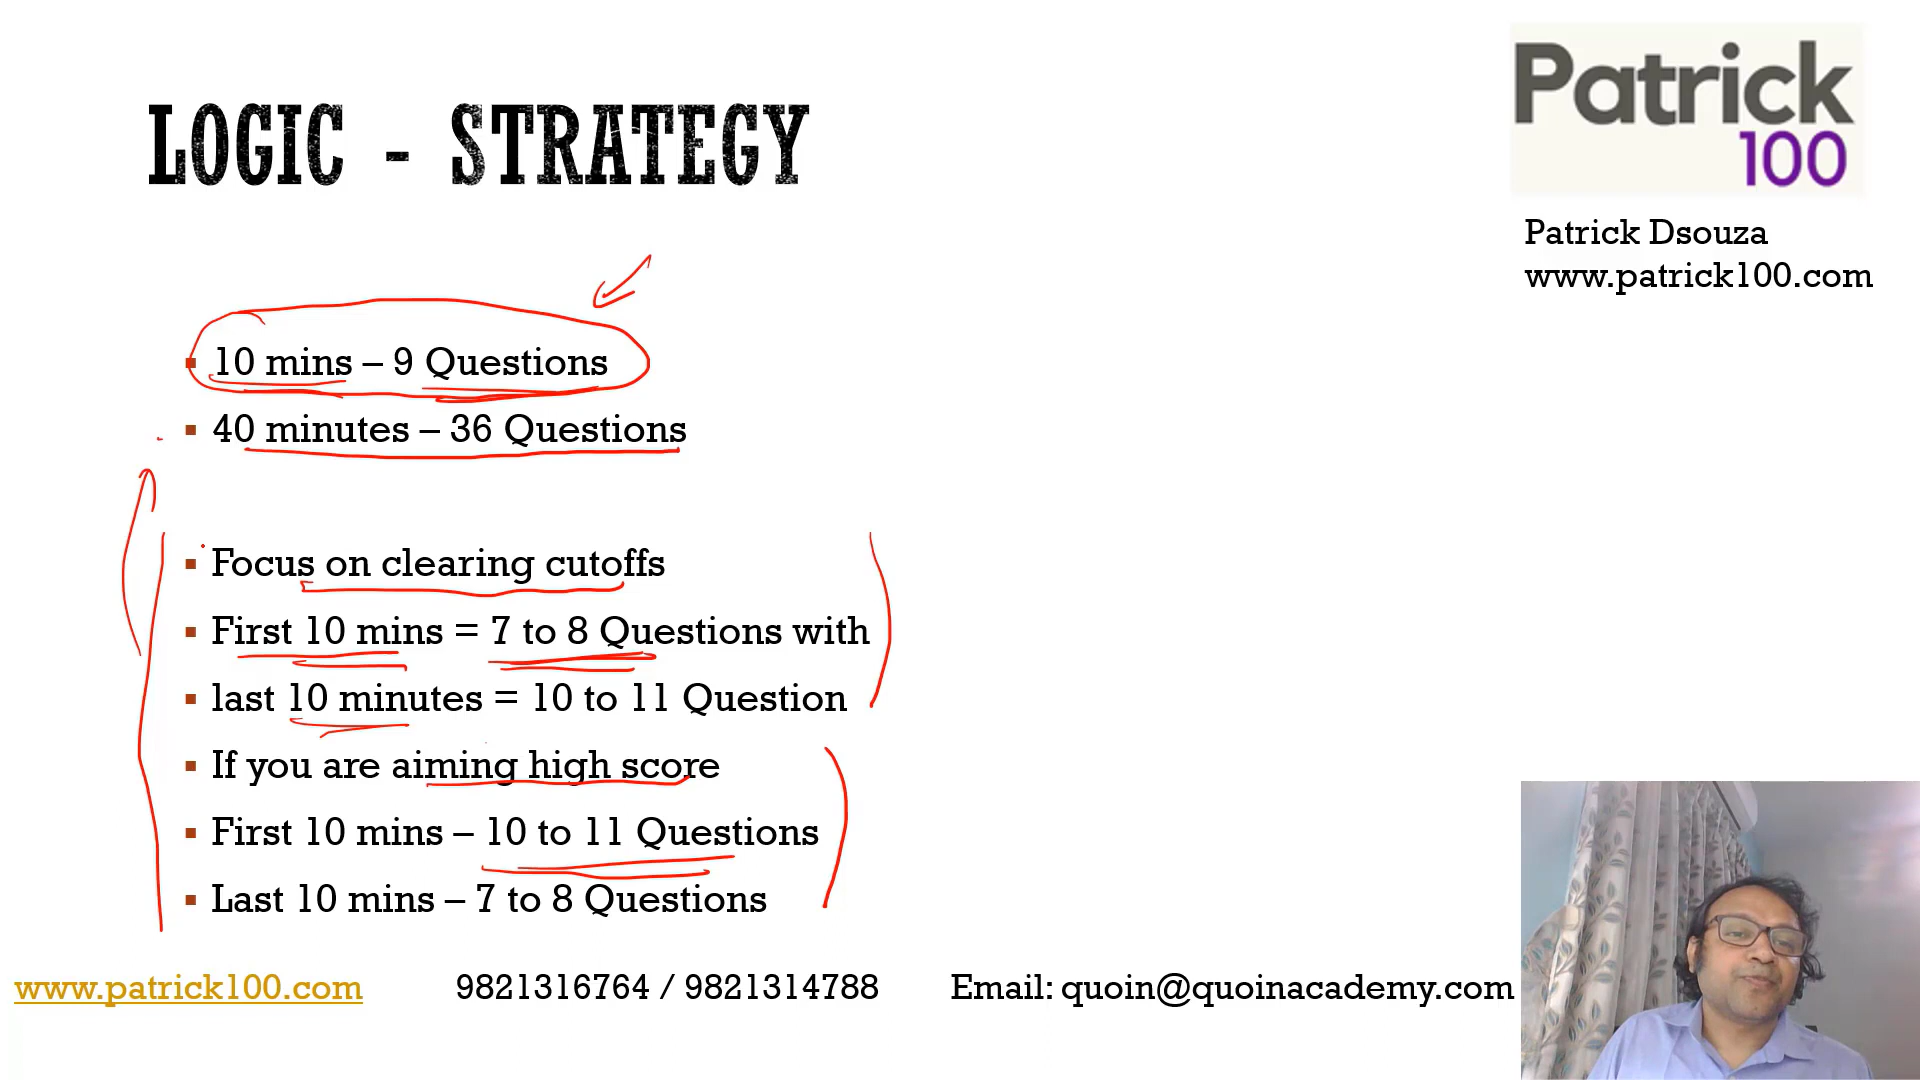 Patrick
100
LOGIC - STRATEGY
Patrick Dsouza
www.patrick100.com
▪ 10 mins – 9 Questions
▪ 40 minutes – 36 Questions
▪ Focus on clearing cutoffs
▪ First 10 mins = 7 to 8 Questions with
▪ last 10 minutes = 10 to 11 Question
▪ If you are aiming high score
▪ First 10 mins – 10 to 11 Questions
▪ Last 10 mins – 7 to 8 Questions
www.patrick100.com 9821316764 / 9821314788 Email: quoin@quoinacademy.com